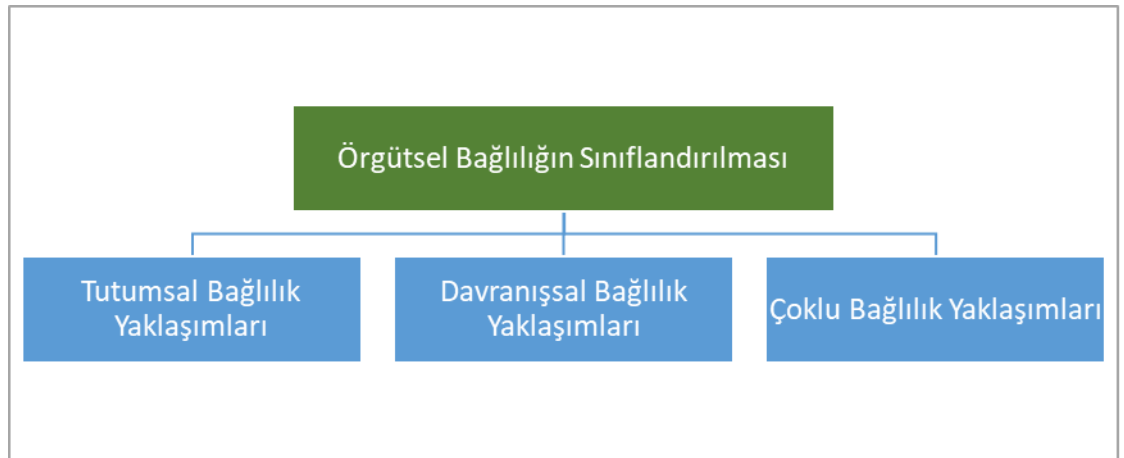 Örgütsel Bağlılığın Sınıflandırılması
Tutumsal Bağlılık
Yaklaşımları
Davranışsal Bağlılık
Yaklaşımları
Çoklu Bağlılık Yaklaşımları